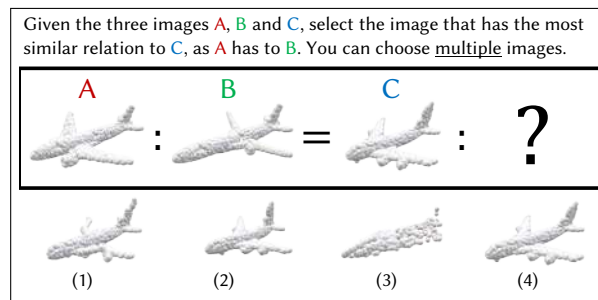 Given the three images A, B and C, select the image that has the most
similar relation to C, as A has to B. You can choose multiple images.
A B C
: = : ?
(1) (2) (3) (4)